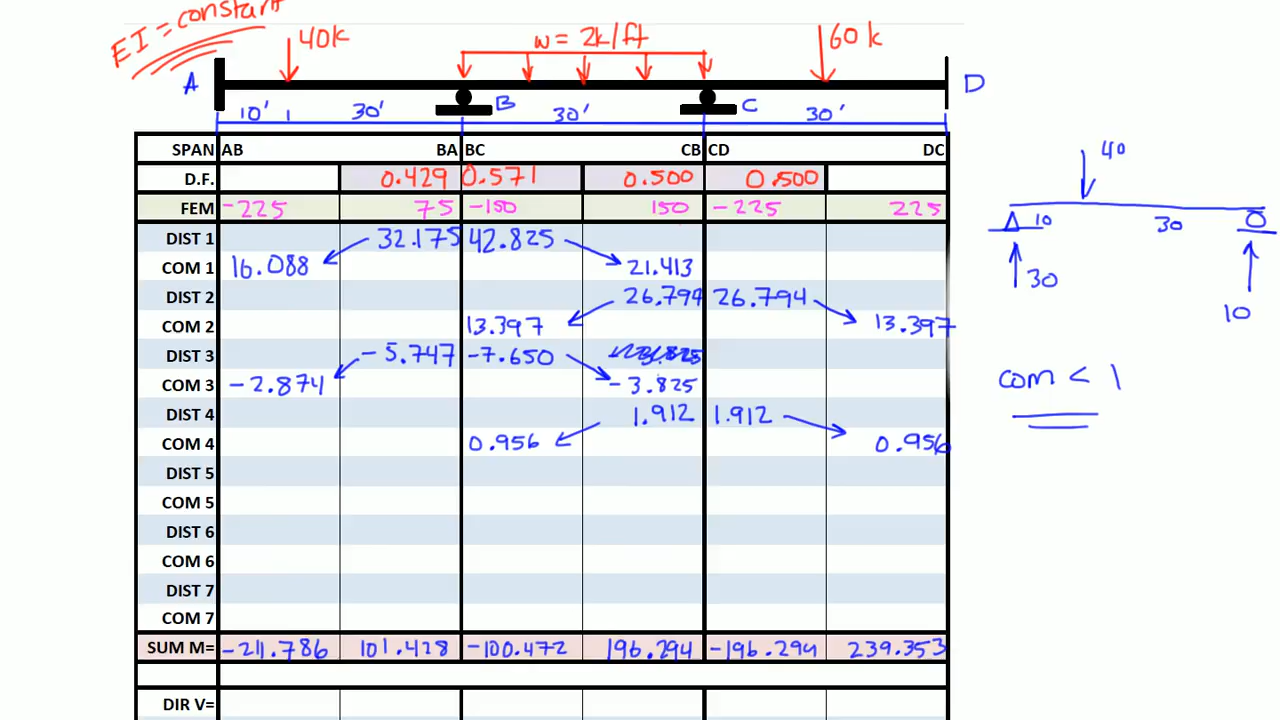 EI = constant
40k
w = 2k/ft
60k
A
B
C
D
10' 30' 30' 30'
SPAN AB BA BC CB CD DC
D.F. 0.429 0.571 0.500 0.500
FEM -225 75 -150 150 -225 225
DIST 1 32.175 42.825
COM 1 16.088 21.413
DIST 2 26.794 26.794
COM 2 13.397 13.397
DIST 3 -5.747 -7.650
COM 3 -2.874 -3.825
DIST 4 1.912 1.912
COM 4 0.956 0.956
DIST 5
COM 5
DIST 6
COM 6
DIST 7
COM 7
SUM M= -211.786 101.428 -100.472 196.294 -196.294 239.353
DIR V=
40
10 30
30
10
COM < 1